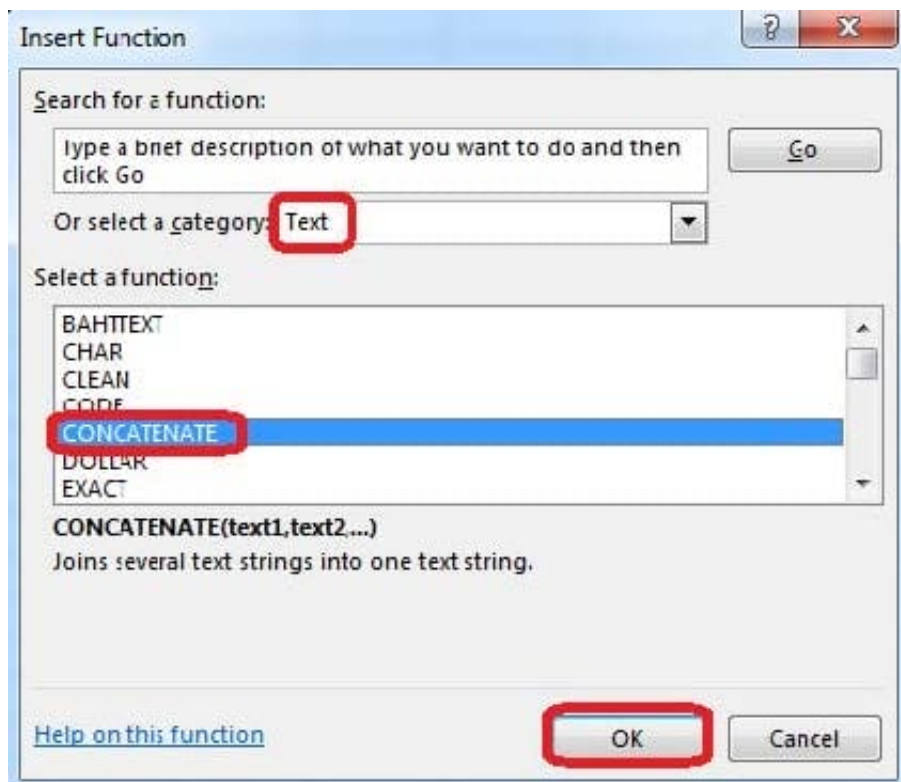 Insert Function
?
X
Search for a function:
Type a brief description of what you want to do and then
click Go
Go
Or select a category: Text
Select a function:
BAHTTEXT
CHAR
CLEAN
CODE
CONCATENATE
DOLLAR
EXACT
CONCATENATE(text1,text2,...)
Joins several text strings into one text string.
Help on this function
OK
Cancel